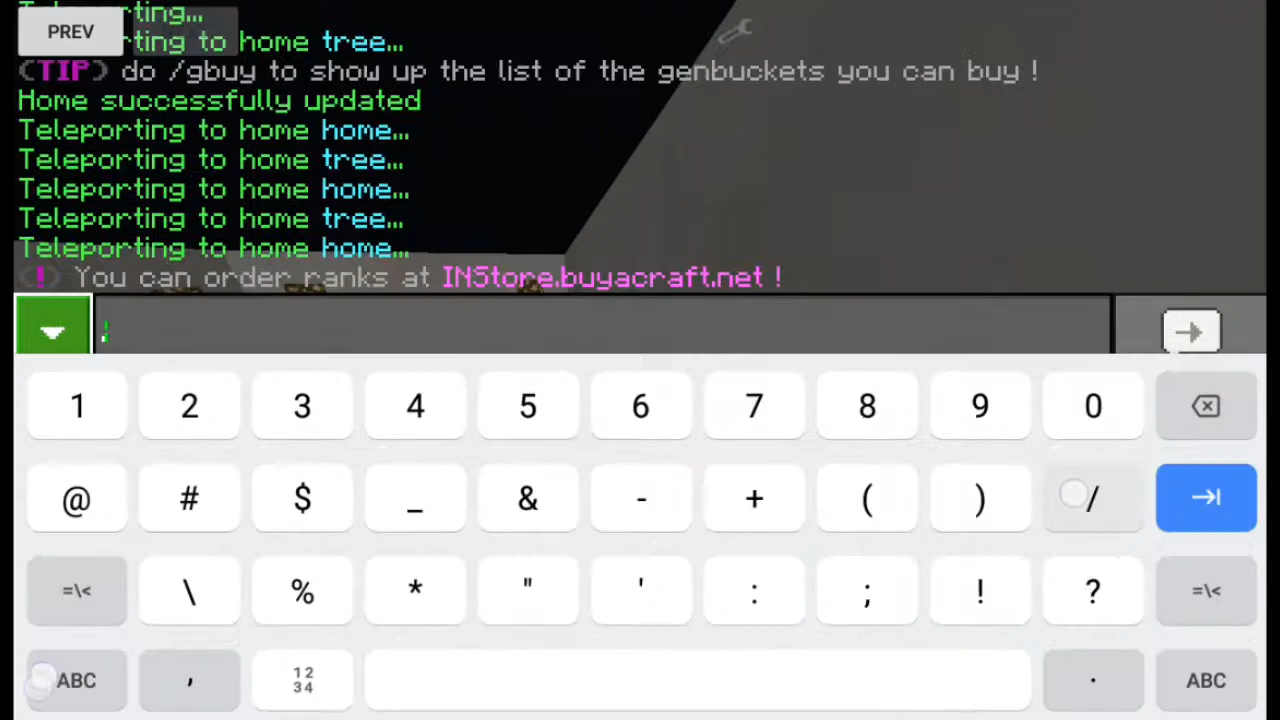 Teleporting...
PREV
ting to home tree...
(TIP) do /gbuy to show up the list of the genbuckets you can buy !
Home successfully updated
Teleporting to home home...
Teleporting to home tree...
Teleporting to home home...
Teleporting to home tree...
Teleporting to home home...
(!) You can order ranks at INStore.buyacraft.net !
1 2 3 4 5 6 7 8 9 0
@ # $ _ & - + ( ) /
=\< \ % * " ' : ; ! ? =\<
ABC , 12 34 . ABC